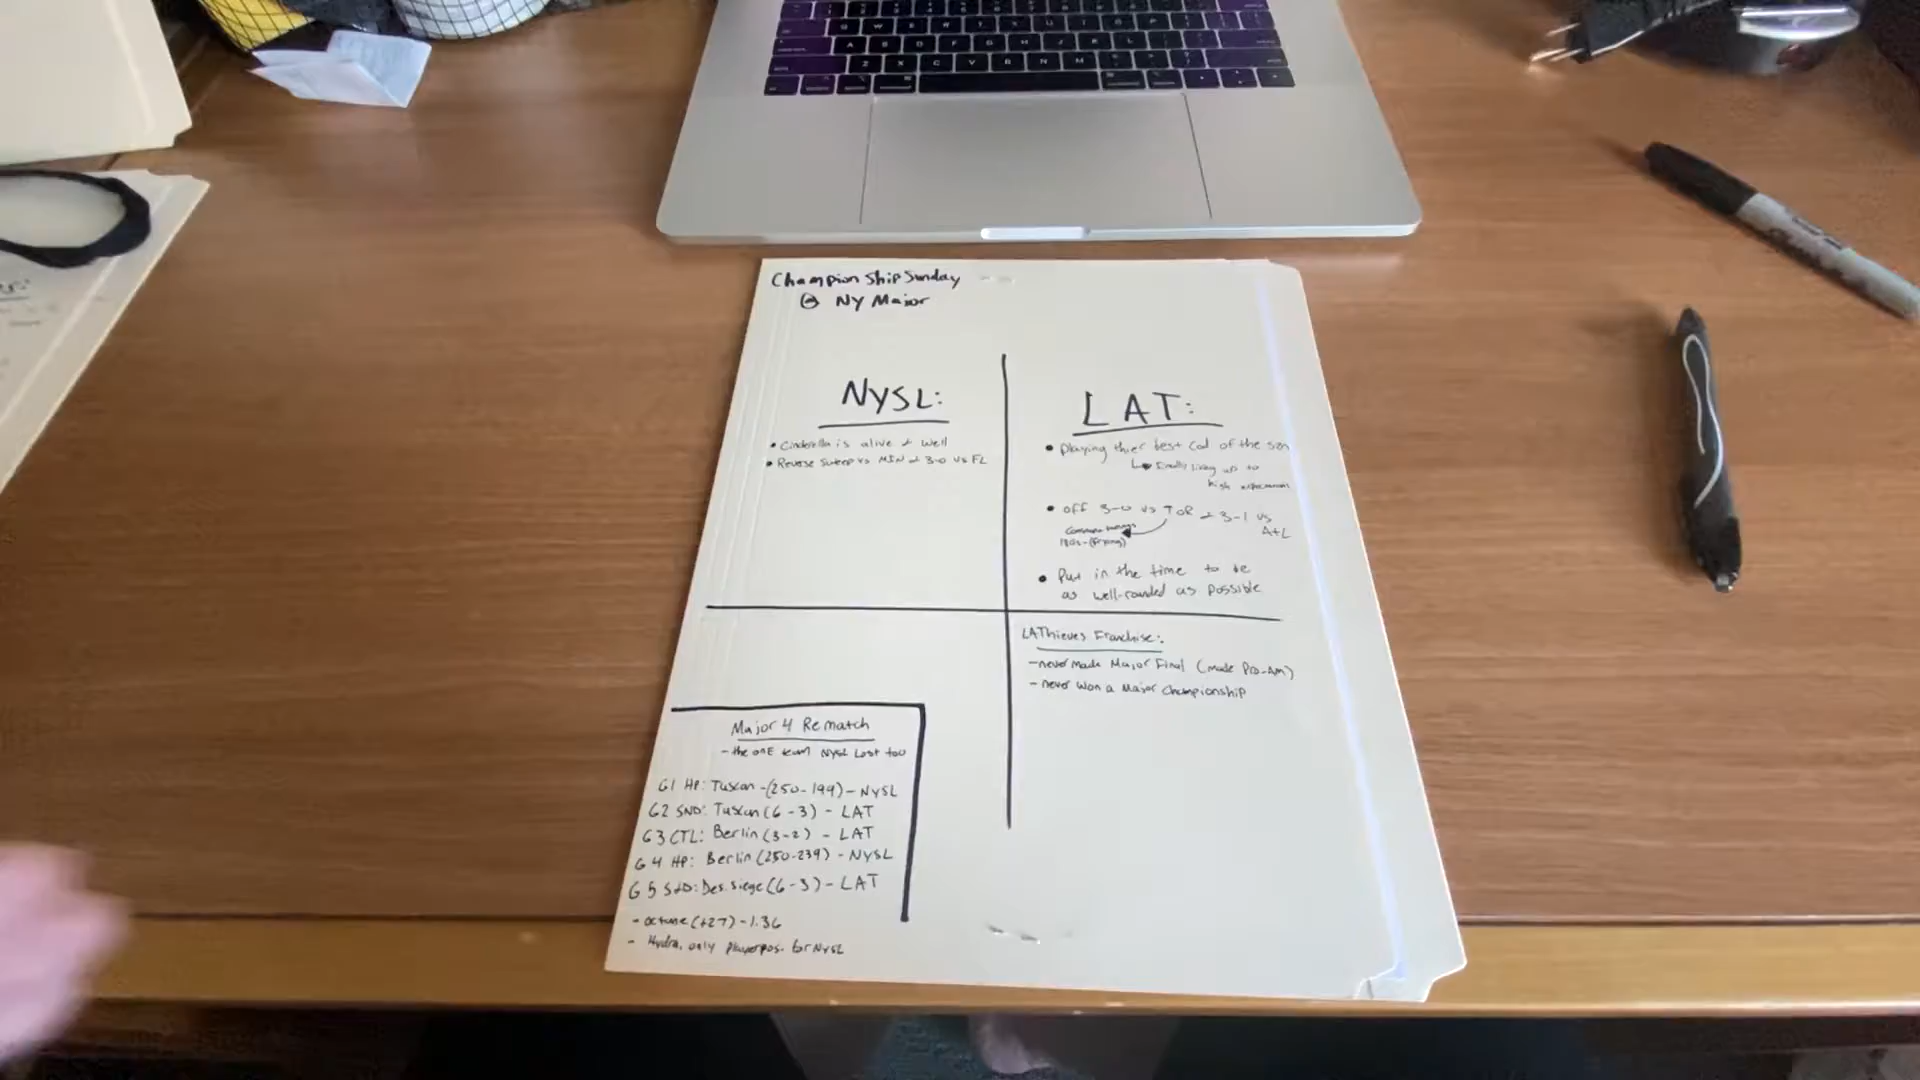 Championship Sunday
@ NY Major
NYSL:
• Cinderella is alive & well
• Reverse Sweep vs MIN & 3-0 vs FL
LAT:
• Playing thier best Cod of the szn
finally living up to
high
• OFF 3-0 vs TOR & 3-1 vs
ATL
• Put in the time to be
as well-rounded as possible
LAThieves Franchise:
- never made Major Final (made Pro-Am)
- never won a Major Championship
Major 4 Rematch
- the onE team NYSL Lost too
G1 HP: Tuscan -(250-199) - NYSL
G2 SND: Tuscan (6-3) - LAT
G3 CTL: Berlin (3-2) - LAT
G4 HP: Berlin (250-239) - NYSL
G5 SND: Des. siege (6-3) - LAT
- octane (+27) - 1.36
- Hydra, only player pos. for NYSL